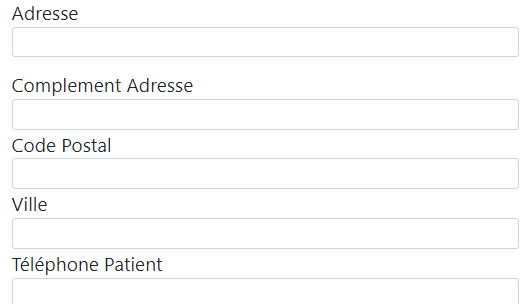 Adresse
Complement Adresse
Code Postal
Ville
Téléphone Patient